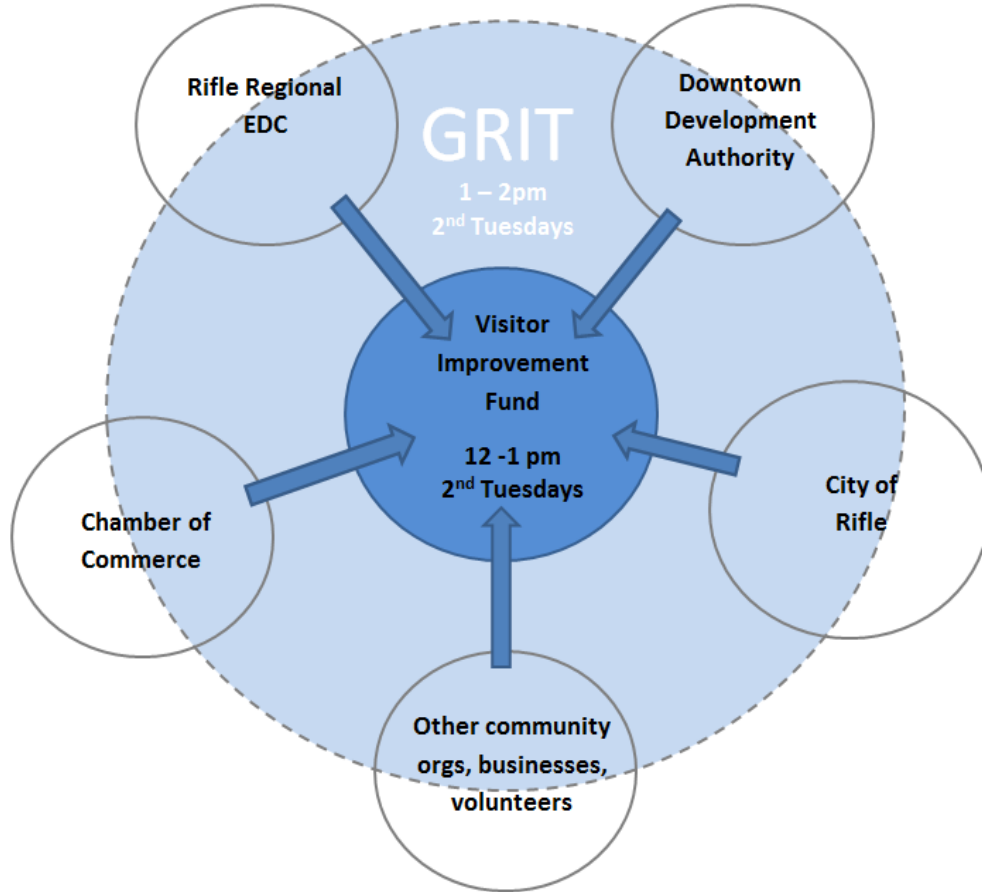 Rifle Regional
EDC
Downtown
Development
Authority
GRIT
1 – 2pm
2nd Tuesdays
Visitor
Improvement
Fund
12 -1 pm
2nd Tuesdays
Chamber of
Commerce
City of
Rifle
Other community
orgs, businesses,
volunteers